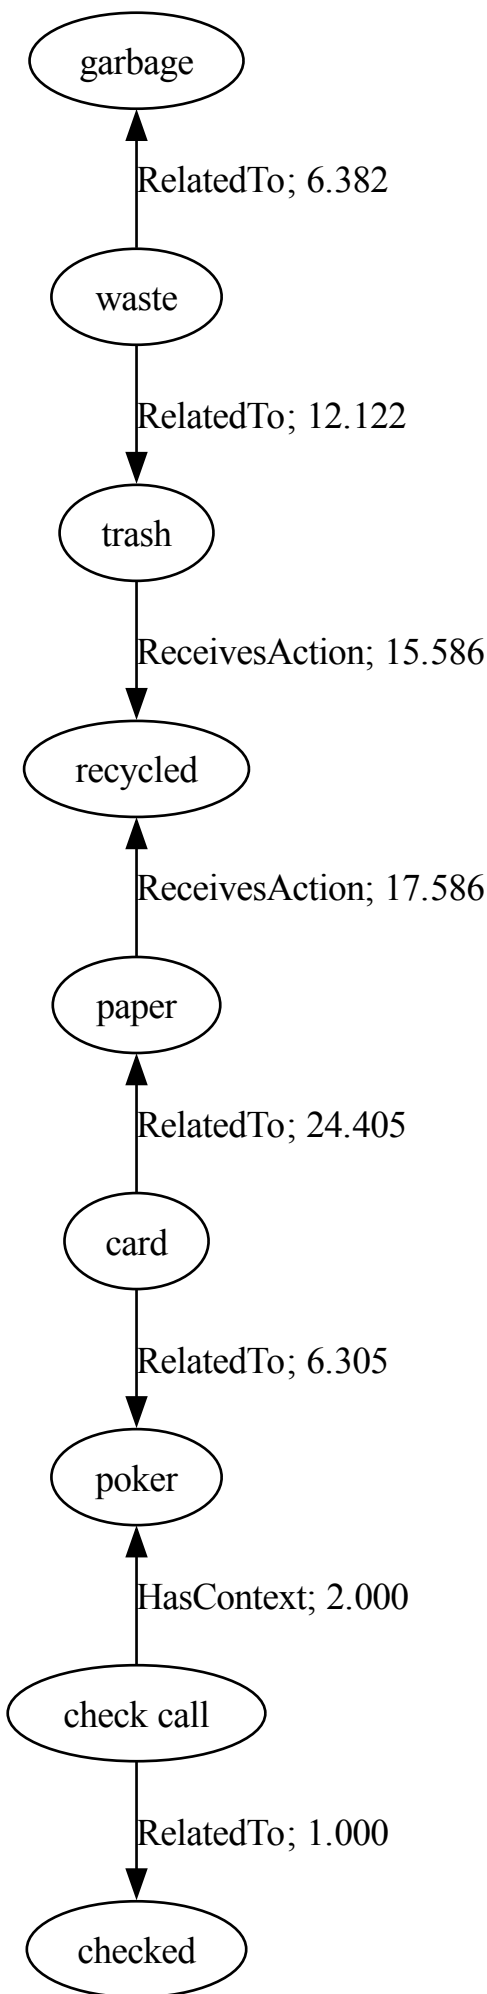 garbage
RelatedTo; 6.382
waste
RelatedTo; 12.122
trash
ReceivesAction; 15.586
recycled
ReceivesAction; 17.586
paper
RelatedTo; 24.405
card
RelatedTo; 6.305
poker
HasContext; 2.000
check call
RelatedTo; 1.000
checked